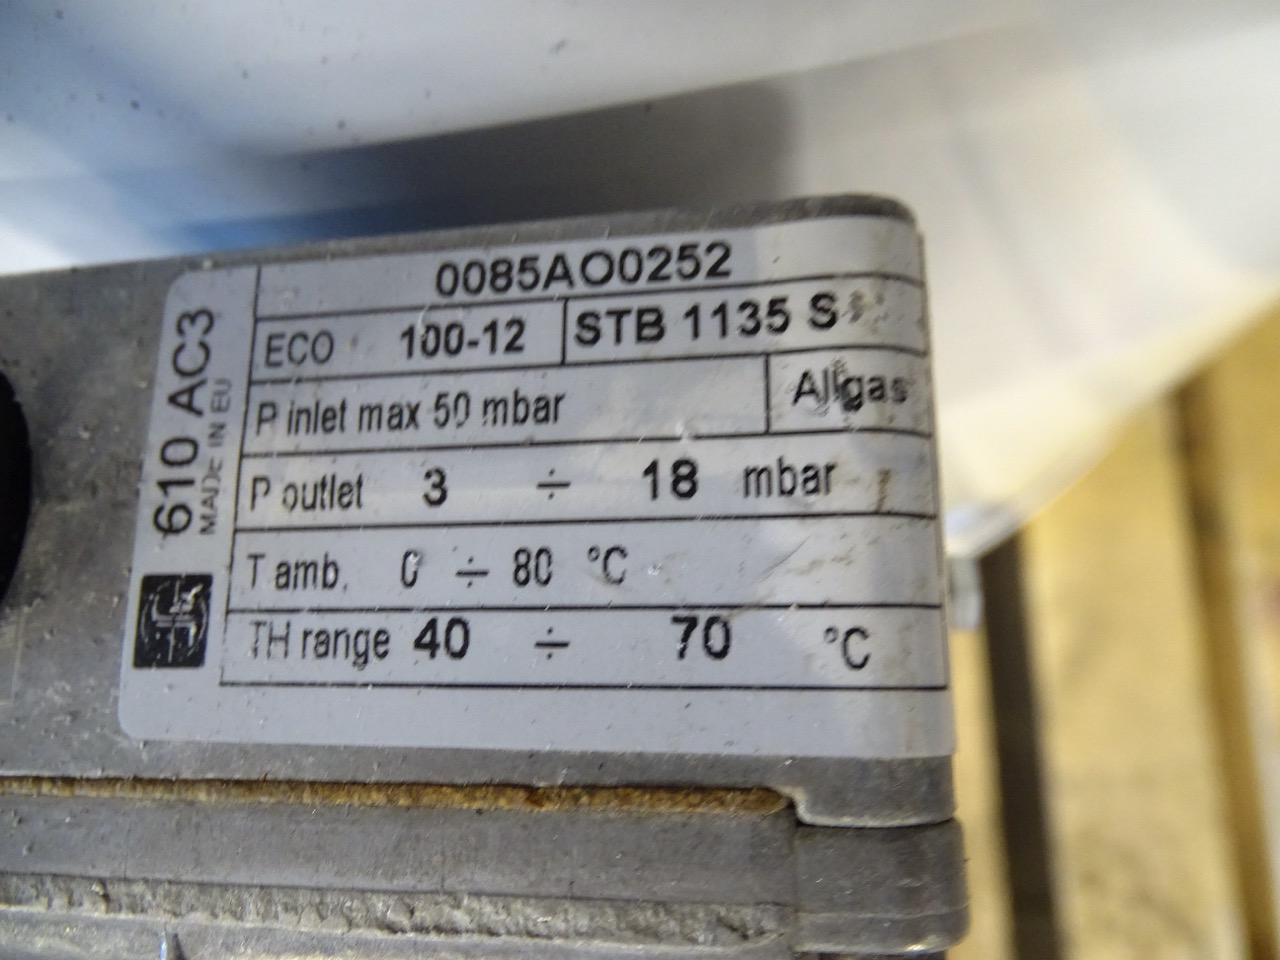 0085AO0252
ECO 100-12 STB 1135 S
P inlet max 50 mbar Allgas
P outlet 3 ÷ 18 mbar
T amb. 0 ÷ 80 °C
TH range 40 ÷ 70 °C
610 AC3
MADE IN EU